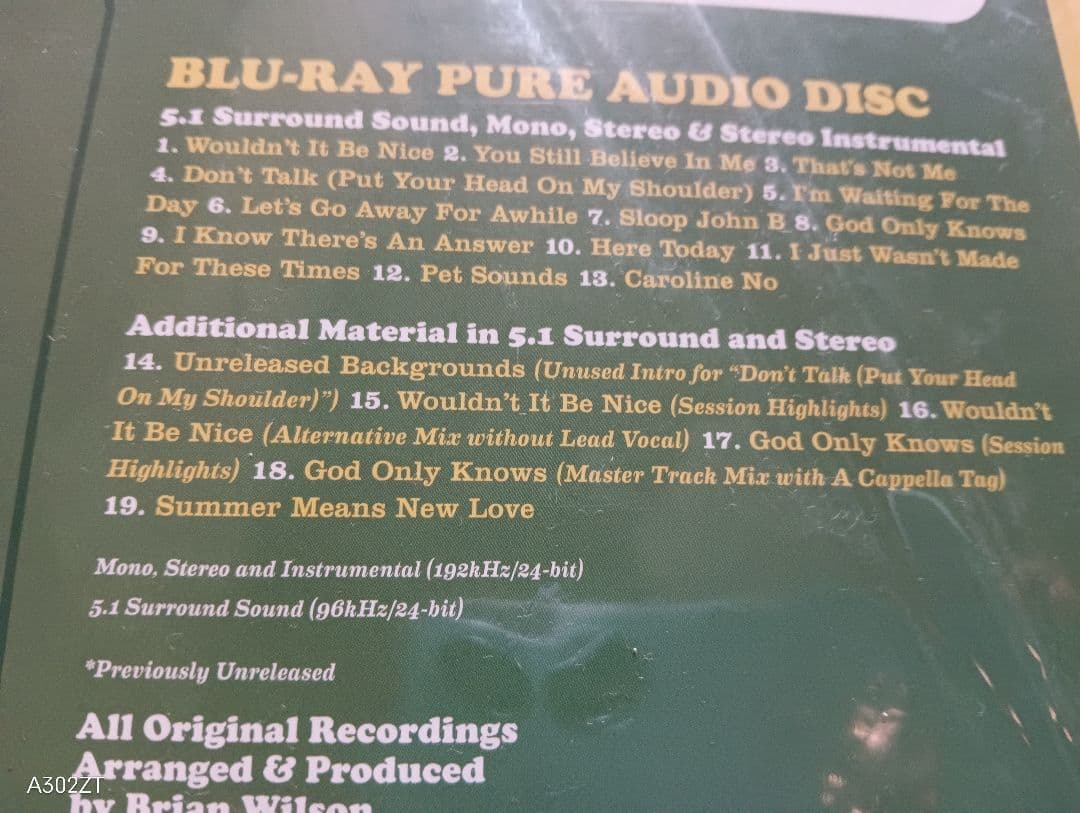 BLU-RAY PURE AUDIO DISC
5.1 Surround Sound, Mono, Stereo & Stereo Instrumental
1. Wouldn't It Be Nice 2. You Still Believe In Me 3. That's Not Me
4. Don't Talk (Put Your Head On My Shoulder) 5. I'm Waiting For The
Day 6. Let's Go Away For Awhile 7. Sloop John B 8. God Only Knows
9. I Know There's An Answer 10. Here Today 11. I Just Wasn't Made
For These Times 12. Pet Sounds 13. Caroline No
Additional Material in 5.1 Surround and Stereo
14. Unreleased Backgrounds (Unused Intro for "Don't Talk (Put Your Head
On My Shoulder)") 15. Wouldn't It Be Nice (Session Highlights) 16. Wouldn't
It Be Nice (Alternative Mix without Lead Vocal) 17. God Only Knows (Session
Highlights) 18. God Only Knows (Master Track Mix with A Cappella Tag)
19. Summer Means New Love
Mono, Stereo and Instrumental (192kHz/24-bit)
5.1 Surround Sound (96kHz/24-bit)
*Previously Unreleased
All Original Recordings
Arranged & Produced
by Brian Wilson
A302ZT